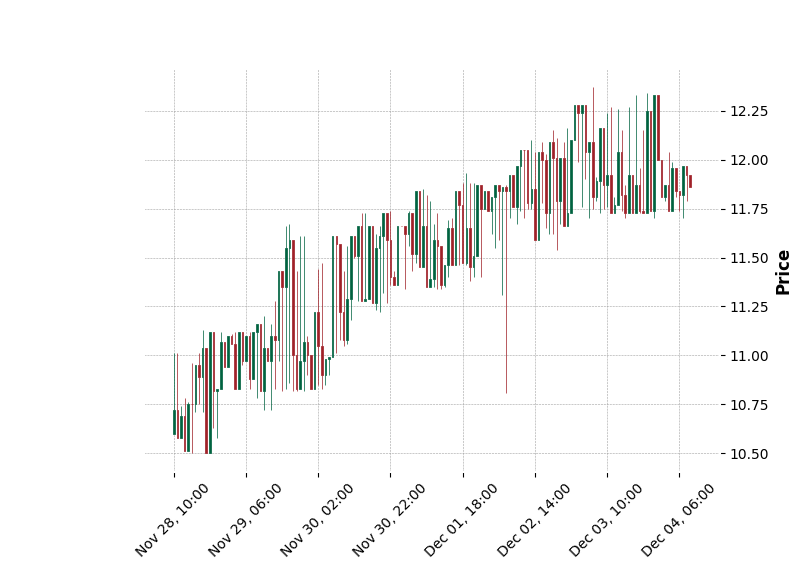 12.25
12.00
11.75
11.50
11.25
11.00
10.75
10.50
Price
Nov 28, 10:00
Nov 29, 06:00
Nov 30, 02:00
Nov 30, 22:00
Dec 01, 18:00
Dec 02, 14:00
Dec 03, 10:00
Dec 04, 06:00